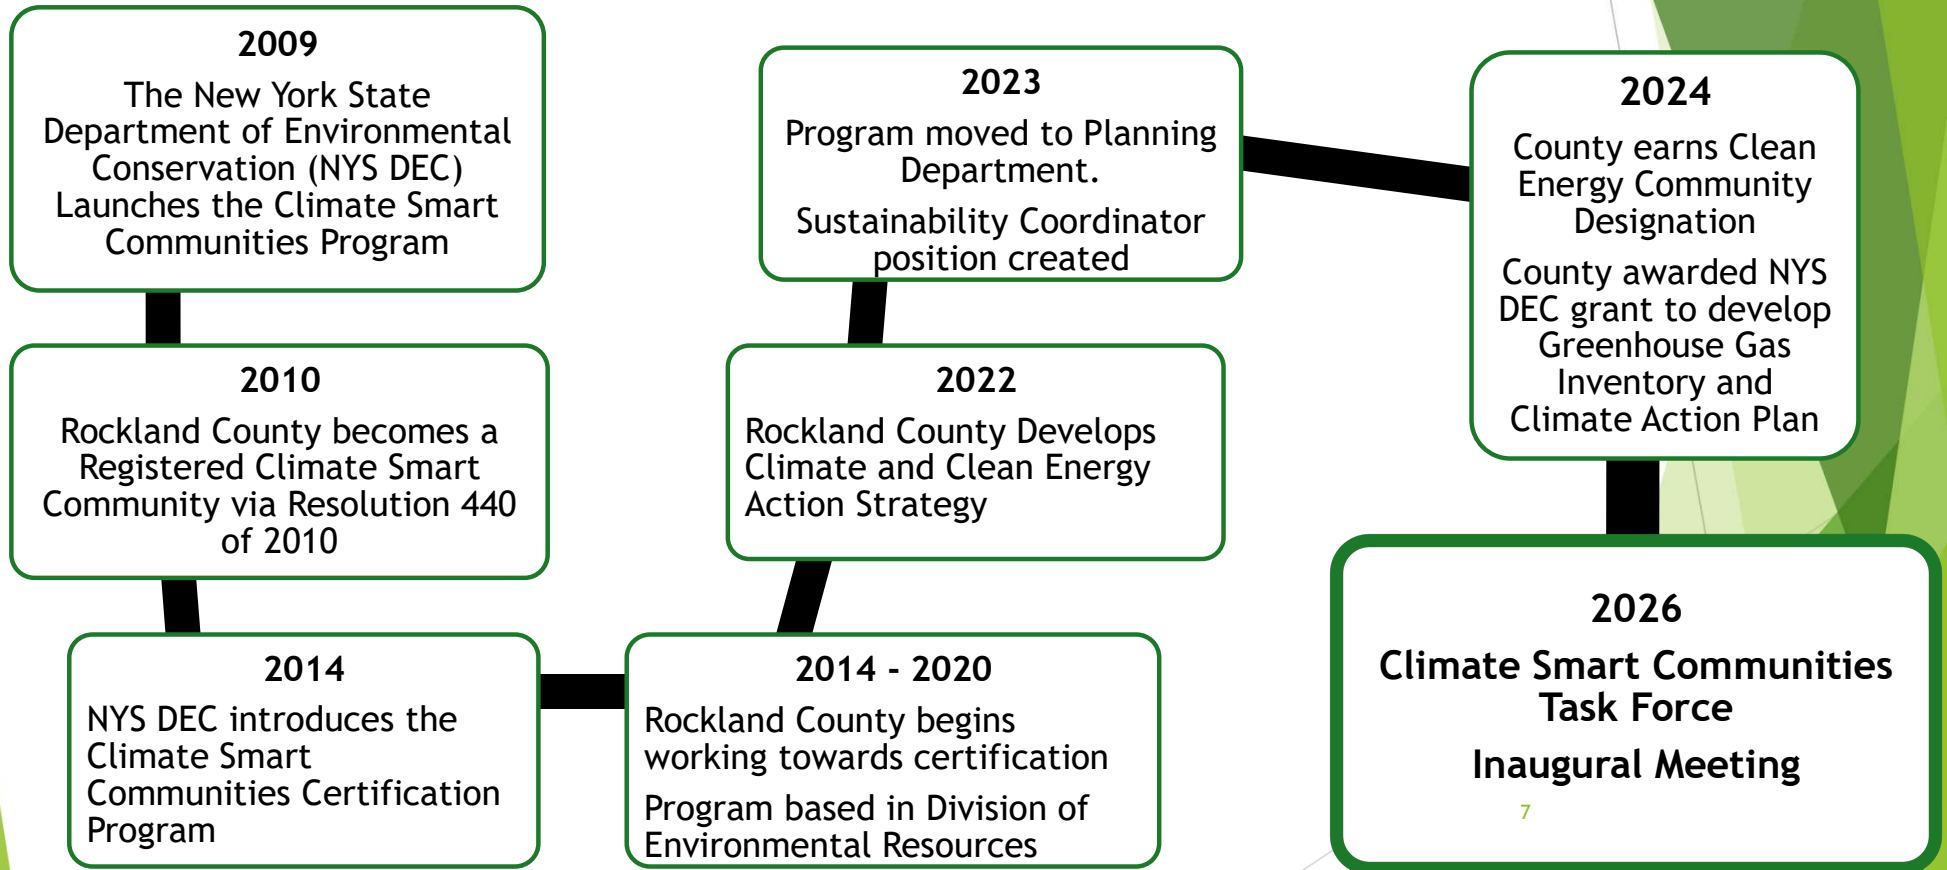 2009
The New York State
Department of Environmental
Conservation (NYS DEC)
Launches the Climate Smart
Communities Program
2010
Rockland County becomes a
Registered Climate Smart
Community via Resolution 440
of 2010
2014
NYS DEC introduces the
Climate Smart
Communities Certification
Program
2014 - 2020
Rockland County begins
working towards certification
Program based in Division of
Environmental Resources
2022
Rockland County Develops
Climate and Clean Energy
Action Strategy
2023
Program moved to Planning
Department.
Sustainability Coordinator
position created
2024
County earns Clean
Energy Community
Designation
County awarded NYS
DEC grant to develop
Greenhouse Gas
Inventory and
Climate Action Plan
2026
Climate Smart Communities
Task Force
Inaugural Meeting
7